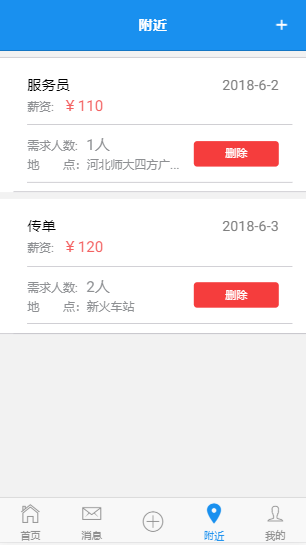 附近
服务员 2018-6-2
薪资: ¥110
需求人数: 1人
地 点: 河北师大四方广...
删除
传单 2018-6-3
薪资: ¥120
需求人数: 2人
地 点: 新火车站
删除
首页 消息 附近 我的